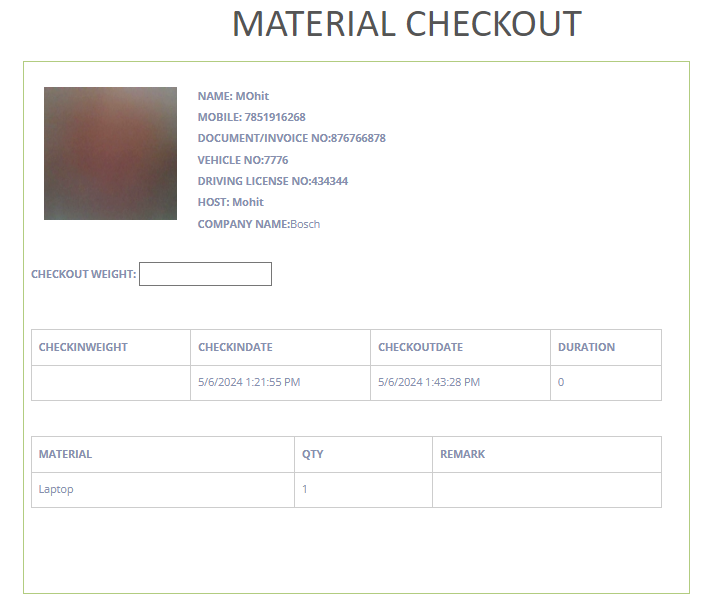 MATERIAL CHECKOUT
NAME: MOhit
MOBILE: 7851916268
DOCUMENT/INVOICE NO:876766878
VEHICLE NO:7776
DRIVING LICENSE NO:434344
HOST: Mohit
COMPANY NAME:Bosch
CHECKOUT WEIGHT:
CHECKINWEIGHT CHECKINDATE CHECKOUTDATE DURATION
5/6/2024 1:21:55 PM 5/6/2024 1:43:28 PM 0
MATERIAL QTY REMARK
Laptop 1